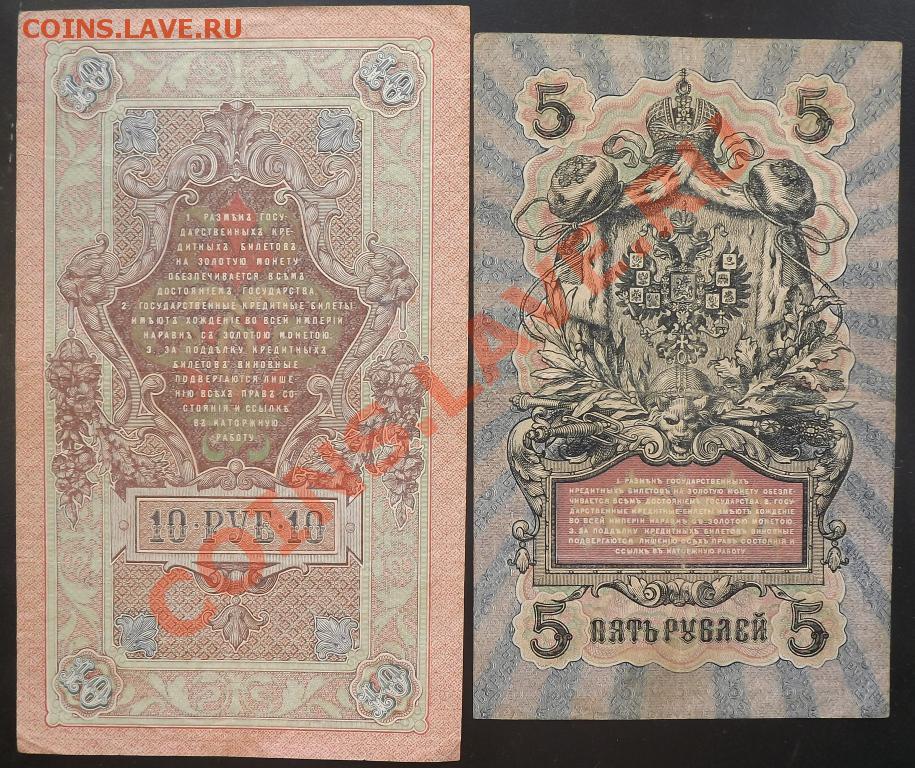 COINS.LAVE.RU
1. РАЗМѢНЪ ГОСУ-
ДАРСТВЕННЫХЪ КРЕ-
ДИТНЫХЪ БИЛЕТОВЪ
НА ЗОЛОТУЮ МОНЕТУ
ОБЕЗПЕЧИВАЕТСЯ ВСѢМЪ
ДОСТОЯНІЕМЪ ГОСУДАРСТВА.
2. ГОСУДАРСТВЕННЫЕ КРЕДИТНЫЕ БИЛЕТЫ
ИМѢЮТЪ ХОЖДЕНІЕ ВО ВСЕЙ ИМПЕРІИ
НАРАВНѢ СЪ ЗОЛОТОЮ МОНЕТОЮ.
3. ЗА ПОДДѢЛКУ КРЕДИТНЫХЪ
БИЛЕТОВЪ ВИНОВНЫЕ
ПОДВЕРГАЮТСЯ ЛИШЕ-
НІЮ ВСѢХЪ ПРАВЪ СО-
СТОЯНІЯ И ССЫЛКѢ
ВЪ КАТОРЖНУЮ
РАБОТУ.
10·РУБ·10
10
10
10
10
5
5
1. РАЗМѢНЪ ГОСУДАРСТВЕННЫХЪ
КРЕДИТНЫХЪ БИЛЕТОВЪ НА ЗОЛОТУЮ МОНЕТУ ОБЕЗПЕ-
ЧИВАЕТСЯ ВСѢМЪ ДОСТОЯНІЕМЪ ГОСУДАРСТВА. 2. ГОСУ-
ДАРСТВЕННЫЕ КРЕДИТНЫЕ БИЛЕТЫ ИМѢЮТЪ ХОЖДЕНІЕ
ВО ВСЕЙ ИМПЕРІИ НАРАВНѢ СЪ ЗОЛОТОЮ МОНЕТОЮ.
3. ЗА ПОДДѢЛКУ КРЕДИТНЫХЪ БИЛЕТОВЪ ВИНОВНЫЕ
ПОДВЕРГАЮТСЯ ЛИШЕНІЮ ВСѢХЪ ПРАВЪ СОСТОЯНІЯ И
ССЫЛКѢ ВЪ КАТОРЖНУЮ РАБОТУ.
5 ПЯТЬ РУБЛЕЙ 5
COINS.LAVE.RU